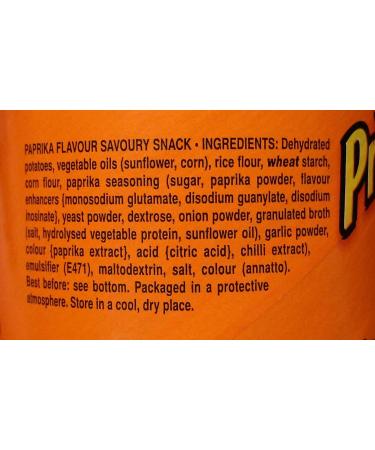 PAPRIKA FLAVOUR SAVOURY SNACK • INGREDIENTS: Dehydrated
potatoes, vegetable oils (sunflower, corn), rice flour, wheat starch,
corn flour, paprika seasoning (sugar, paprika powder, flavour
enhancers {monosodium glutamate, disodium guanylate, disodium
inosinate}, yeast powder, dextrose, onion powder, granulated broth
(salt, hydrolysed vegetable protein, sunflower oil), garlic powder,
colour {paprika extract}, acid {citric acid}, chilli extract),
emulsifier (E471), maltodextrin, salt, colour (annatto).
Best before: see bottom. Packaged in a protective
atmosphere. Store in a cool, dry place.
Pr